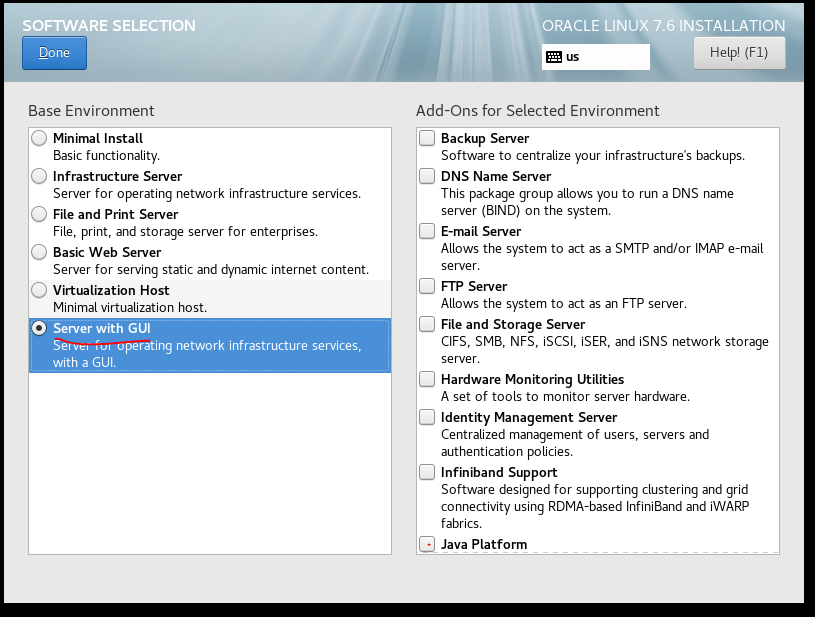 SOFTWARE SELECTION
ORACLE LINUX 7.6 INSTALLATION
Done
us
Help! (F1)
Base Environment
Minimal Install
Basic functionality.
Infrastructure Server
Server for operating network infrastructure services.
File and Print Server
File, print, and storage server for enterprises.
Basic Web Server
Server for serving static and dynamic internet content.
Virtualization Host
Minimal virtualization host.
Server with GUI
Server for operating network infrastructure services,
with a GUI.
Add-Ons for Selected Environment
Backup Server
Software to centralize your infrastructure's backups.
DNS Name Server
This package group allows you to run a DNS name
server (BIND) on the system.
E-mail Server
Allows the system to act as a SMTP and/or IMAP e-mail
server.
FTP Server
Allows the system to act as an FTP server.
File and Storage Server
CIFS, SMB, NFS, iSCSI, iSER, and iSNS network storage
server.
Hardware Monitoring Utilities
A set of tools to monitor server hardware.
Identity Management Server
Centralized management of users, servers and
authentication policies.
Infiniband Support
Software designed for supporting clustering and grid
connectivity using RDMA-based InfiniBand and iWARP
fabrics.
Java Platform